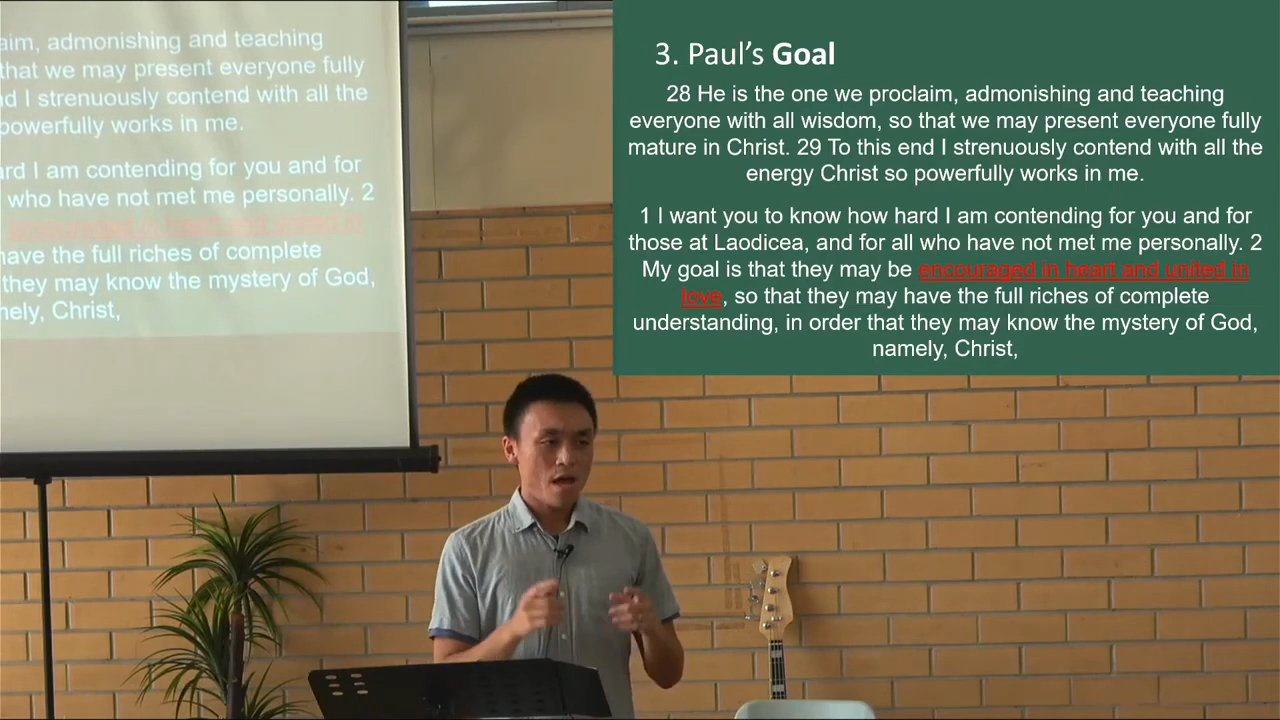 aim, admonishing and teaching
that we may present everyone fully
d I strenuously contend with all the
powerfully works in me.
ard I am contending for you and for
who have not met me personally. 2
have the full riches of complete
they may know the mystery of God,
nely, Christ,
3. Paul's Goal
28 He is the one we proclaim, admonishing and teaching
everyone with all wisdom, so that we may present everyone fully
mature in Christ. 29 To this end I strenuously contend with all the
energy Christ so powerfully works in me.
1 I want you to know how hard I am contending for you and for
those at Laodicea, and for all who have not met me personally. 2
My goal is that they may be encouraged in heart and united in
love, so that they may have the full riches of complete
understanding, in order that they may know the mystery of God,
namely, Christ,